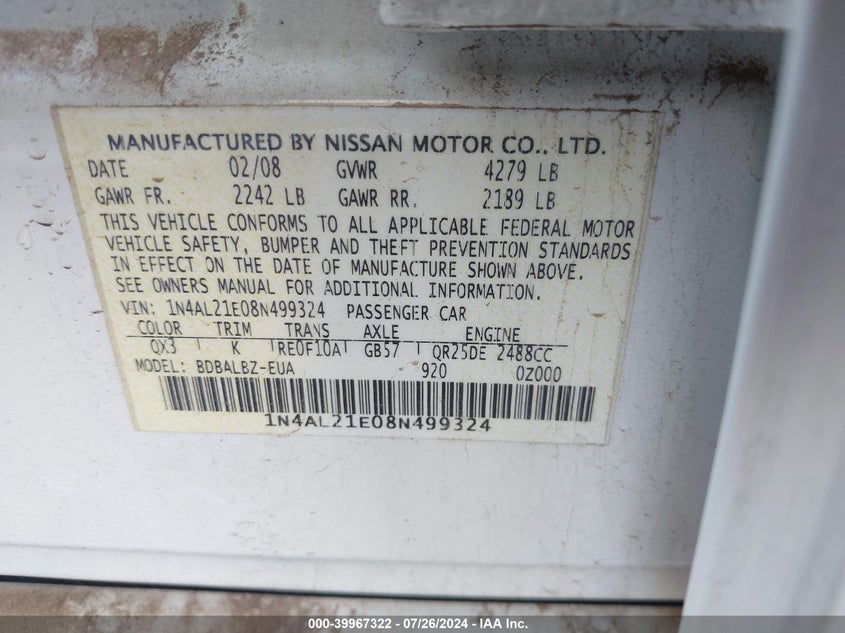 MANUFACTURED BY NISSAN MOTOR CO., LTD.
DATE 02/08 GVWR 4279 LB
GAWR FR. 2242 LB GAWR RR. 2189 LB
THIS VEHICLE CONFORMS TO ALL APPLICABLE FEDERAL MOTOR
VEHICLE SAFETY, BUMPER AND THEFT PREVENTION STANDARDS
IN EFFECT ON THE DATE OF MANUFACTURE SHOWN ABOVE.
SEE OWNERS MANUAL FOR ADDITIONAL INFORMATION.
VIN: 1N4AL21E08N499324 PASSENGER CAR
COLOR TRIM TRANS AXLE ENGINE
QX3 K RE0F10A GB57 QR25DE 2488CC
MODEL: BDBALBZ-EUA 920 0Z000
1N4AL21E08N499324
CONE-39967322 / 07/26/2024 / IAA Inc.